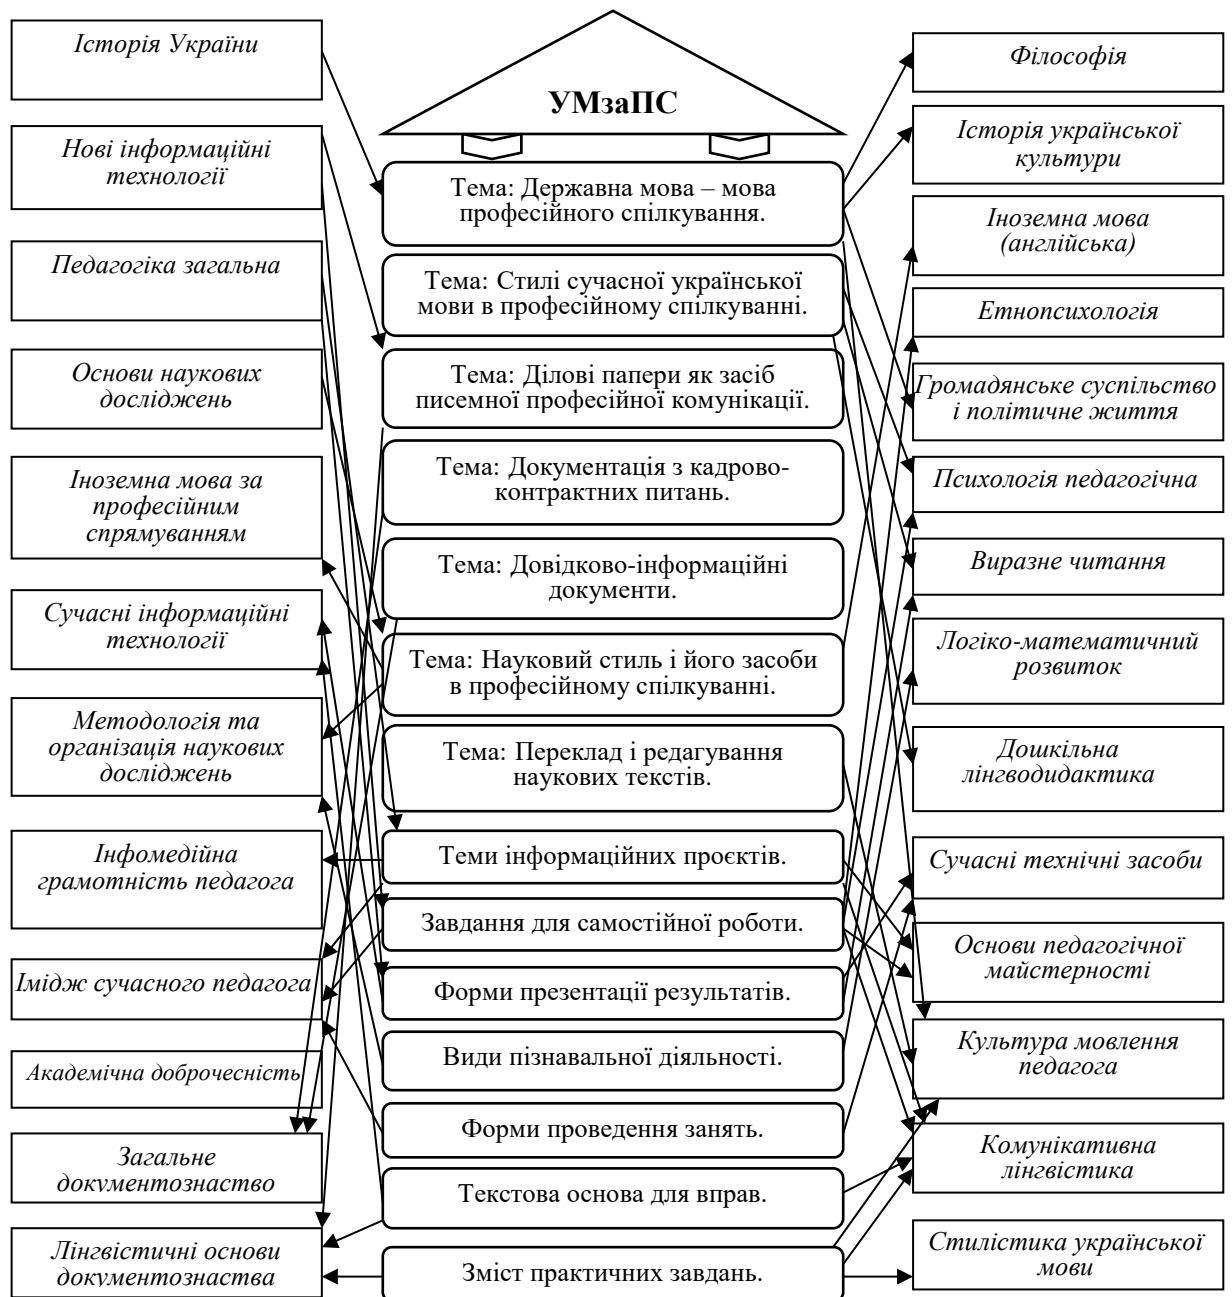 Історія України
Нові інформаційні
технології
Педагогіка загальна
Основи наукових
досліджень
Іноземна мова за
професійним
спрямуванням
Сучасні інформаційні
технології
Методологія та
організація наукових
досліджень
Інфомедійна
грамотність педагога
Імідж сучасного педагога
Академічна доброчесність
Загальне
документознаство
Лінгвістичні основи
документознаства
УМзаПС
Тема: Державна мова – мова
професійного спілкування.
Тема: Стилі сучасної української
мови в професійному спілкуванні.
Тема: Ділові папери як засіб
писемної професійної комунікації.
Тема: Документація з кадрово-
контрактних питань.
Тема: Довідково-інформаційні
документи.
Тема: Науковий стиль і його засоби
в професійному спілкуванні.
Тема: Переклад і редагування
наукових текстів.
Теми інформаційних проєктів.
Завдання для самостійної роботи.
Форми презентації результатів.
Види пізнавальної діяльності.
Форми проведення занять.
Текстова основа для вправ.
Зміст практичних завдань.
Філософія
Історія української
культури
Іноземна мова
(англійська)
Етнопсихологія
Громадянське суспільство
і політичне життя
Психологія педагогічна
Виразне читання
Логіко-математичний
розвиток
Дошкільна
лінгводидактика
Сучасні технічні засоби
Основи педагогічної
майстерності
Культура мовлення
педагога
Комунікативна
лінгвістика
Стилістика української
мови